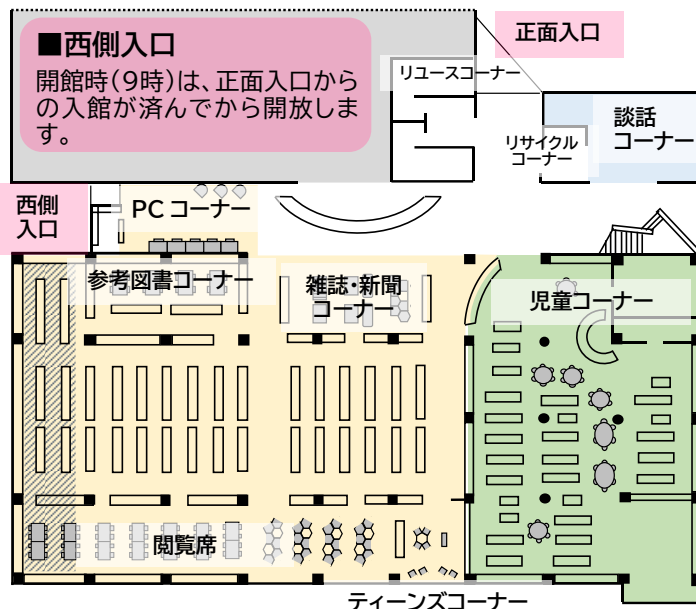 ■西側入口
開館時(9時)は、正面入口から
の入館が済んでから開放しま
す。
正面入口
リユースコーナー
談話
コーナー
リサイクル
コーナー
西側
入口
PCコーナー
参考図書コーナー
雑誌・新聞
コーナー
児童コーナー
閲覧席
ティーンズコーナー